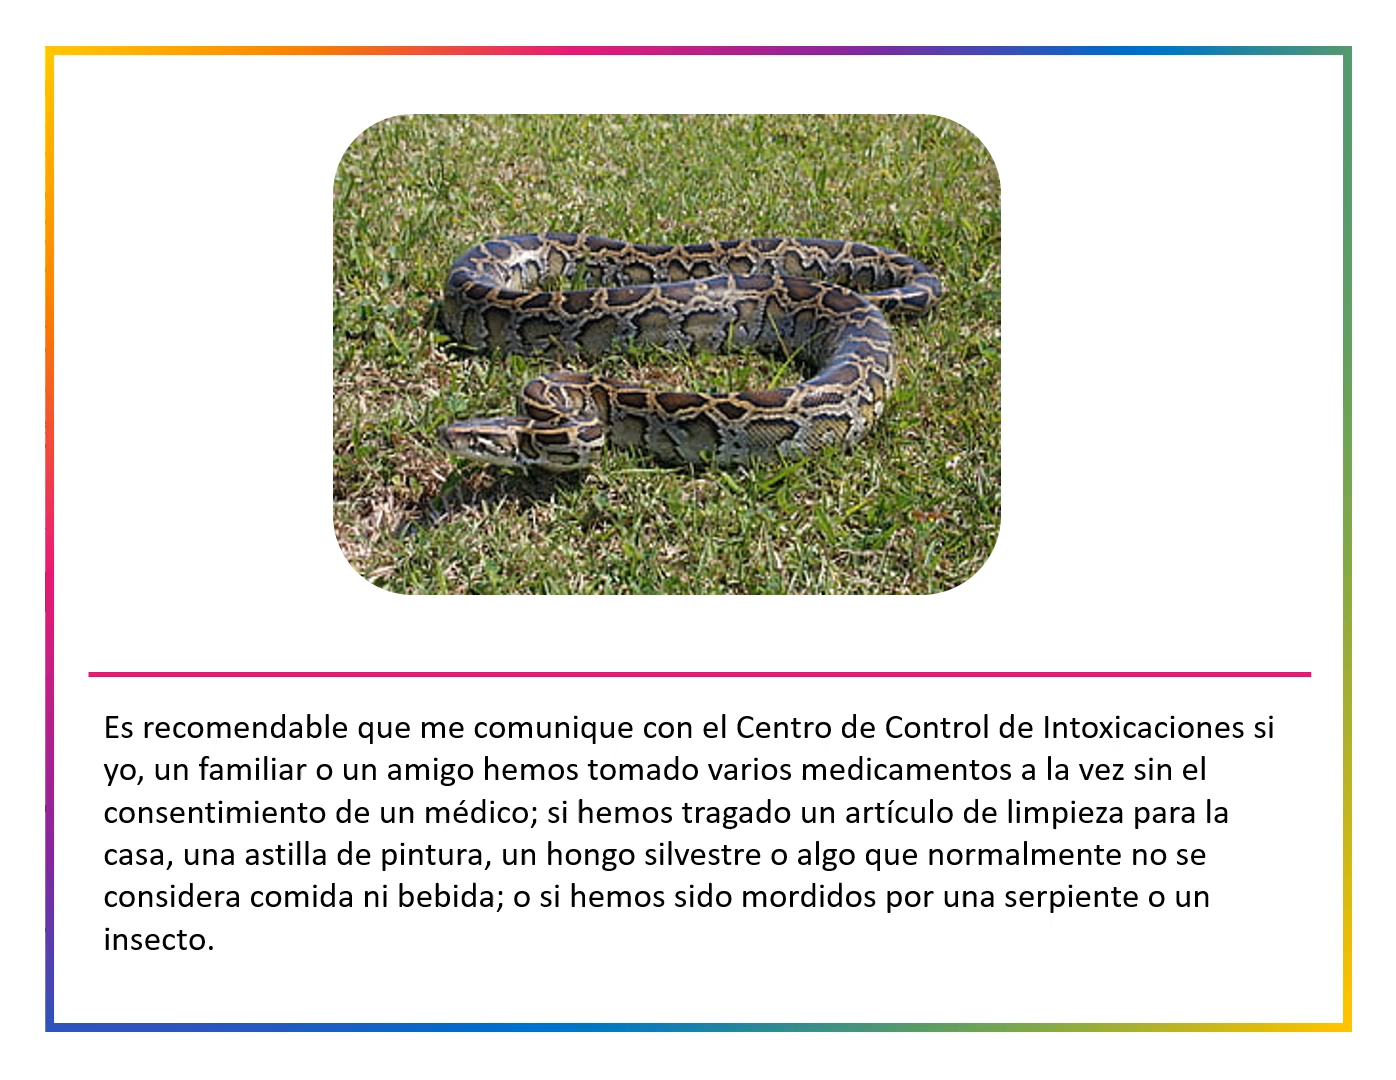 Es recomendable que me comunique con el Centro de Control de Intoxicaciones si
yo, un familiar o un amigo hemos tomado varios medicamentos a la vez sin el
consentimiento de un médico; si hemos tragado un artículo de limpieza para la
casa, una astilla de pintura, un hongo silvestre o algo que normalmente no se
considera comida ni bebida; o si hemos sido mordidos por una serpiente o un
insecto.